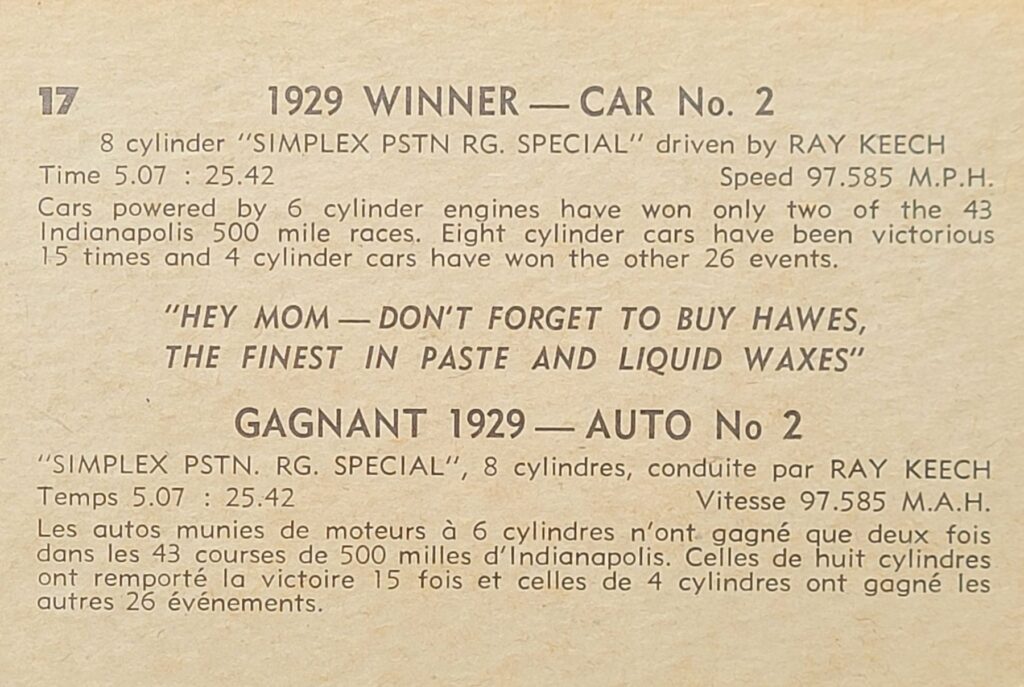 17
1929 WINNER — CAR No. 2
8 cylinder "SIMPLEX PSTN RG. SPECIAL" driven by RAY KEECH
Time 5.07 : 25.42 Speed 97.585 M.P.H.
Cars powered by 6 cylinder engines have won only two of the 43
Indianapolis 500 mile races. Eight cylinder cars have been victorious
15 times and 4 cylinder cars have won the other 26 events.
"HEY MOM — DON'T FORGET TO BUY HAWES,
THE FINEST IN PASTE AND LIQUID WAXES"
GAGNANT 1929 — AUTO No 2
"SIMPLEX PSTN. RG. SPECIAL", 8 cylindres, conduite par RAY KEECH
Temps 5.07 : 25.42 Vitesse 97.585 M.A.H.
Les autos munies de moteurs à 6 cylindres n'ont gagné que deux fois
dans les 43 courses de 500 milles d'Indianapolis. Celles de huit cylindres
ont remporté la victoire 15 fois et celles de 4 cylindres ont gagné les
autres 26 événements.